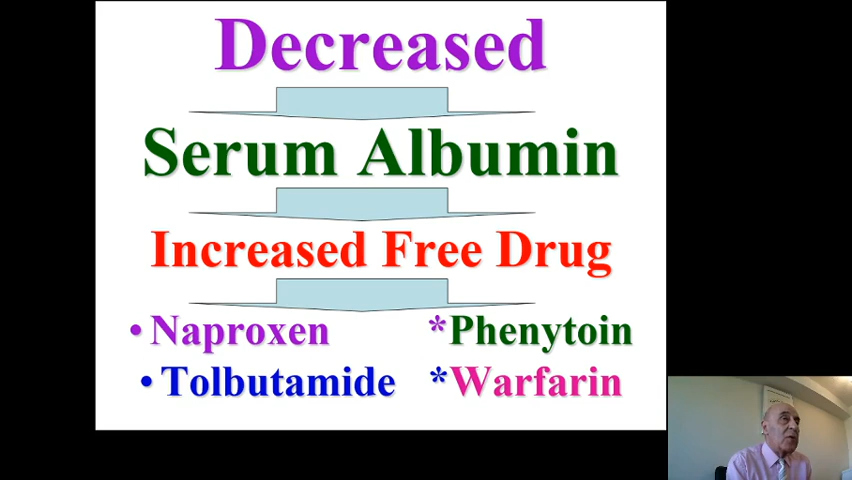 Decreased
Serum Albumin
Increased Free Drug
• Naproxen *Phenytoin
• Tolbutamide *Warfarin